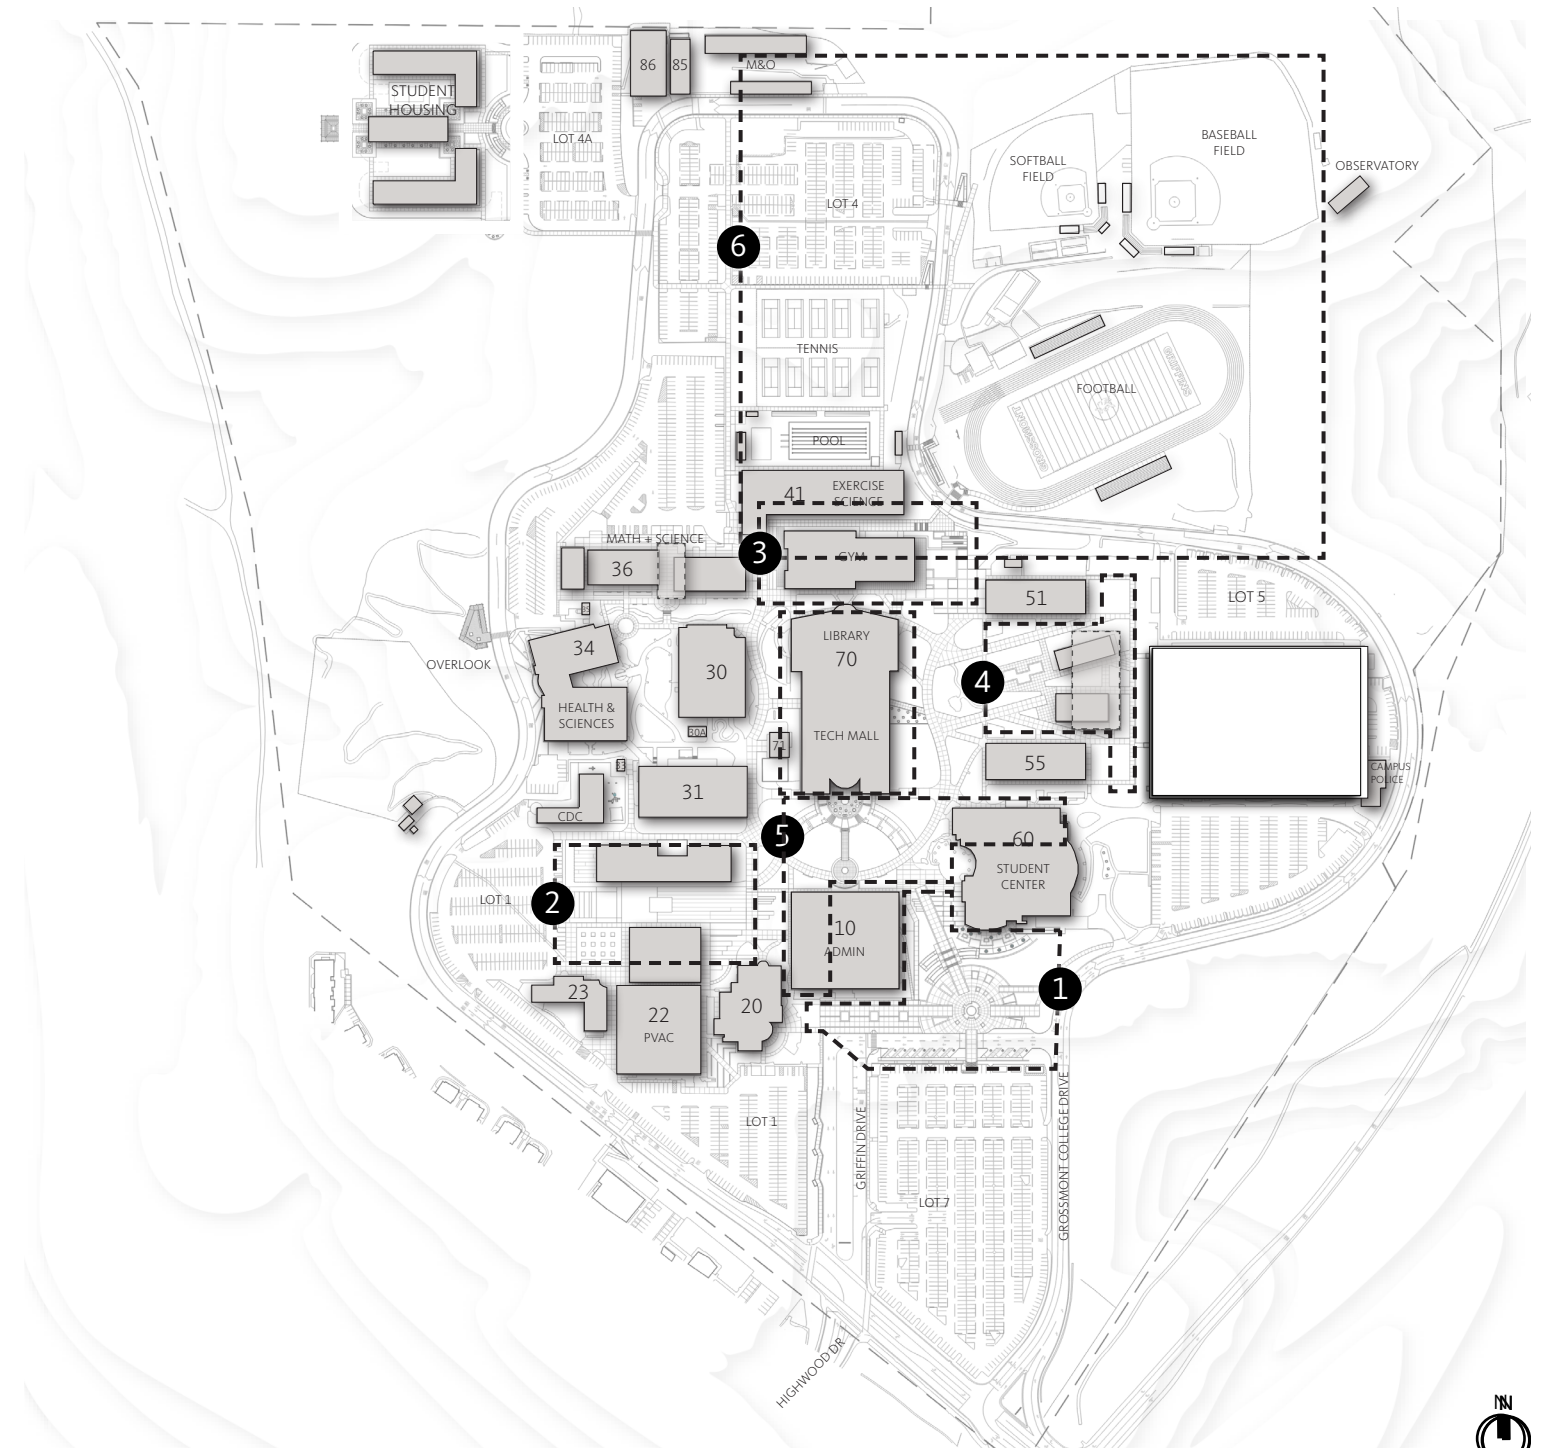 86
85
M&O
STUDENT
HOUSING
LOT 4A
BASEBALL
FIELD
SOFTBALL
FIELD
OBSERVATORY
LOT 4
6
TENNIS
GRIFFINS
FOOTBALL
GROSSMONT
POOL
41
EXERCISE
SCIENCE
MATH + SCIENCE
3
GYM
36
51
LOT 5
34
LIBRARY
70
OVERLOOK
30
4
HEALTH &
SCIENCES
30A
TECH MALL
71
55
33
CAMPUS
POLICE
31
CDC
5
60
STUDENT
CENTER
LOT 1
2
10
ADMIN
23
1
20
22
PVAC
LOT 1
GRIFFIN DRIVE
GROSSMONT COLLEGE DRIVE
LOT 7
HIGHWOOD DR
N